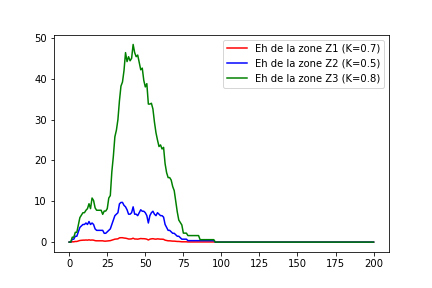 Eh de la zone Z1 (K=0.7)
Eh de la zone Z2 (K=0.5)
Eh de la zone Z3 (K=0.8)
50
40
30
20
10
0
0 25 50 75 100 125 150 175 200